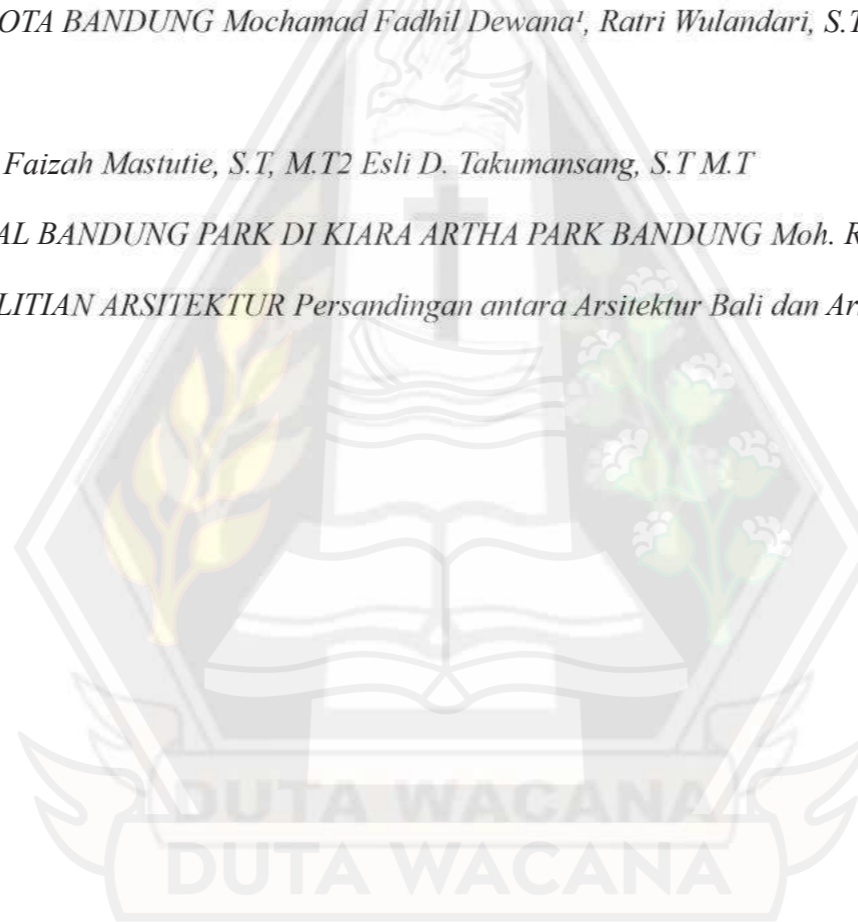 OTA BANDUNG Mochamad Fadhil Dewana¹, Ratri Wulandari, S.T
Faizah Mastutie, S.T, M.T2 Esli D. Takumansang, S.T M.T
AL BANDUNG PARK DI KIARA ARTHA PARK BANDUNG Moh. R
LITIAN ARSITEKTUR Persandingan antara Arsitektur Bali dan Ar
DUTA WACANA
DUTA WACANA